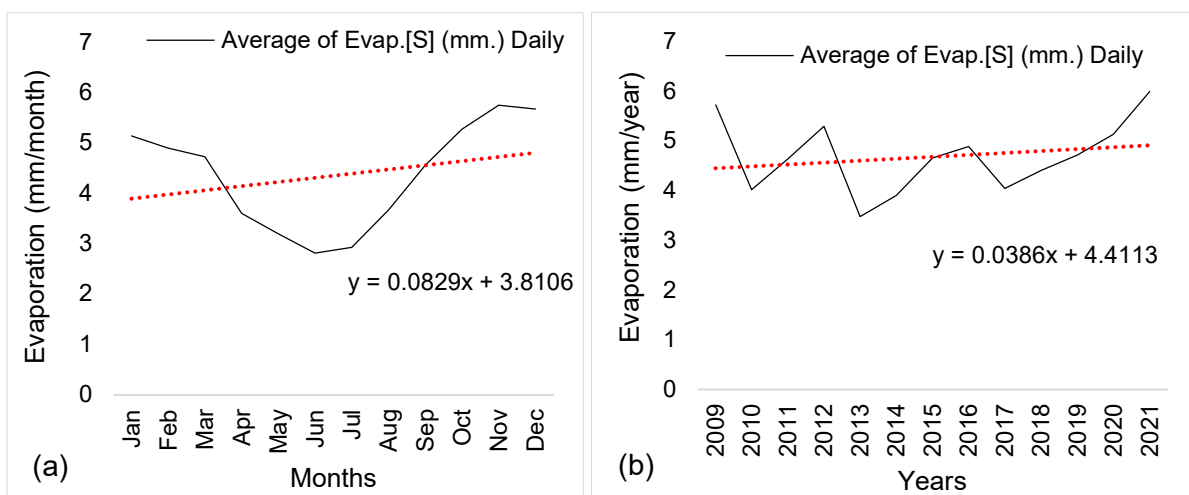 Average of Evap.[S] (mm.) Daily
Evaporation (mm/month)
7
6
5
4
3
2
1
0
y = 0.0829x + 3.8106
Jan
Feb
Mar
Apr
May
Jun
Jul
Aug
Sep
Oct
Nov
Dec
Months
(a)
Average of Evap.[S] (mm.) Daily
Evaporation (mm/year)
7
6
5
4
3
2
1
0
y = 0.0386x + 4.4113
2009
2010
2011
2012
2013
2014
2015
2016
2017
2018
2019
2020
2021
Years
(b)